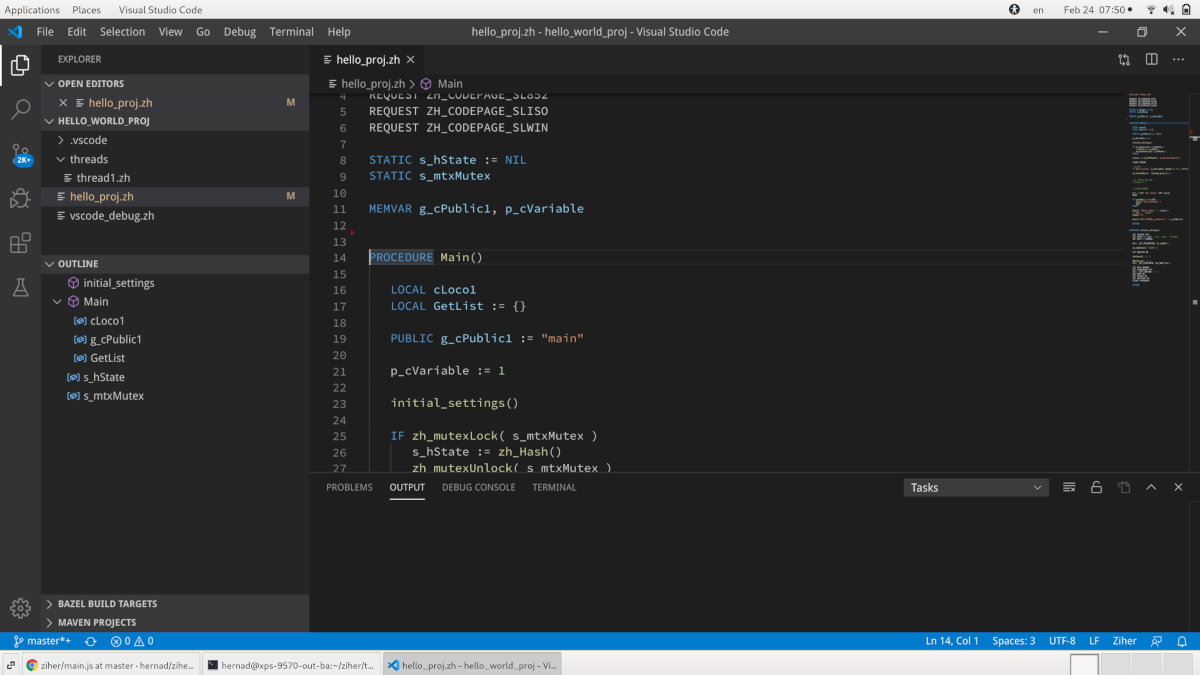 Applications Places Visual Studio Code
en Feb 24 07:50
File Edit Selection View Go Debug Terminal Help
hello_proj.zh - hello_world_proj - Visual Studio Code
EXPLORER
OPEN EDITORS
hello_proj.zh M
HELLO_WORLD_PROJ
.vscode
threads
thread1.zh
hello_proj.zh M
vscode_debug.zh
2K+
OUTLINE
initial_settings
Main
cLoco1
g_cPublic1
GetList
s_hState
s_mtxMutex
BAZEL BUILD TARGETS
MAVEN PROJECTS
hello_proj.zh
hello_proj.zh Main
4 REQUEST ZH_CODEPAGE_SL852
5 REQUEST ZH_CODEPAGE_SLISO
6 REQUEST ZH_CODEPAGE_SLWIN
7
8 STATIC s_hState := NIL
9 STATIC s_mtxMutex
10
11 MEMVAR g_cPublic1, p_cVariable
12
13
14 PROCEDURE Main()
15
16 LOCAL cLoco1
17 LOCAL GetList := {}
18
19 PUBLIC g_cPublic1 := "main"
20
21 p_cVariable := 1
22
23 initial_settings()
24
25 IF zh_mutexLock( s_mtxMutex )
26 s_hState := zh_Hash()
27 zh_mutexUnlock( s_mtxMutex )
PROBLEMS OUTPUT DEBUG CONSOLE TERMINAL
Tasks
master*+ 0 0
Ln 14, Col 1 Spaces: 3 UTF-8 LF Ziher
ziher/main.js at master · hernad/zihe...
hernad@xps-9570-out-ba:~/ziher/t...
hello_proj.zh - hello_world_proj - Vi...